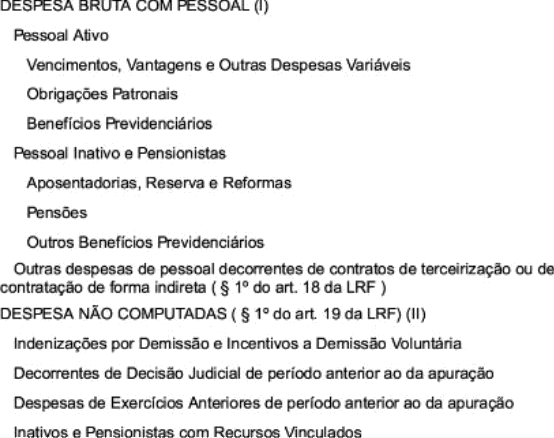 DESPESA BRUTA COM PESSOAL (I)
Pessoal Ativo
Vencimentos, Vantagens e Outras Despesas Variáveis
Obrigações Patronais
Benefícios Previdenciários
Pessoal Inativo e Pensionistas
Aposentadorias, Reserva e Reformas
Pensões
Outros Benefícios Previdenciários
Outras despesas de pessoal decorrentes de contratos de terceirização ou de
contratação de forma indireta ( § 1º do art. 18 da LRF )
DESPESA NÃO COMPUTADAS ( § 1º do art. 19 da LRF) (II)
Indenizações por Demissão e Incentivos a Demissão Voluntária
Decorrentes de Decisão Judicial de período anterior ao da apuração
Despesas de Exercícios Anteriores de período anterior ao da apuração
Inativos e Pensionistas com Recursos Vinculados